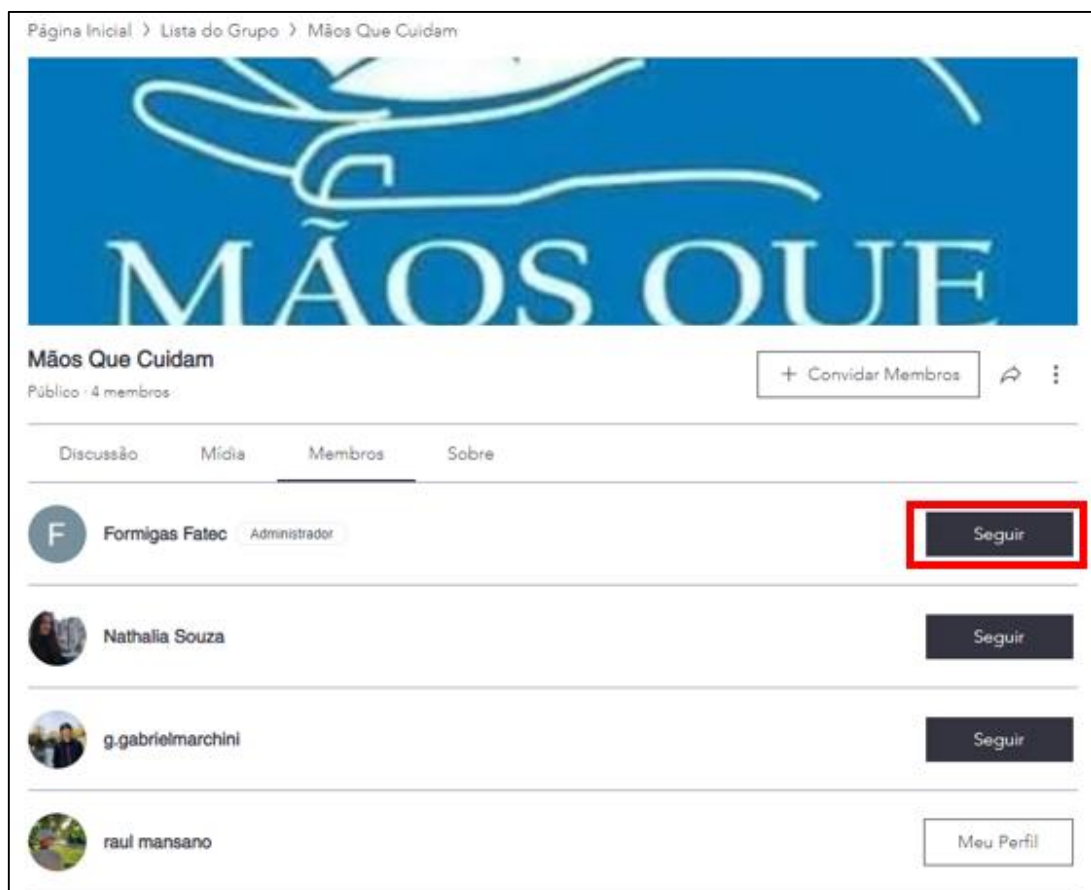 Página Inicial > Lista do Grupo > Mãos Que Cuidam
MÃOS QUE
Mãos Que Cuidam
+ Convidar Membros
Público · 4 membros
Discussão Mídia Membros Sobre
F Formigas Fatec Administrador Seguir
Nathalia Souza Seguir
g.gabrielmarchini Seguir
raul mansano Meu Perfil